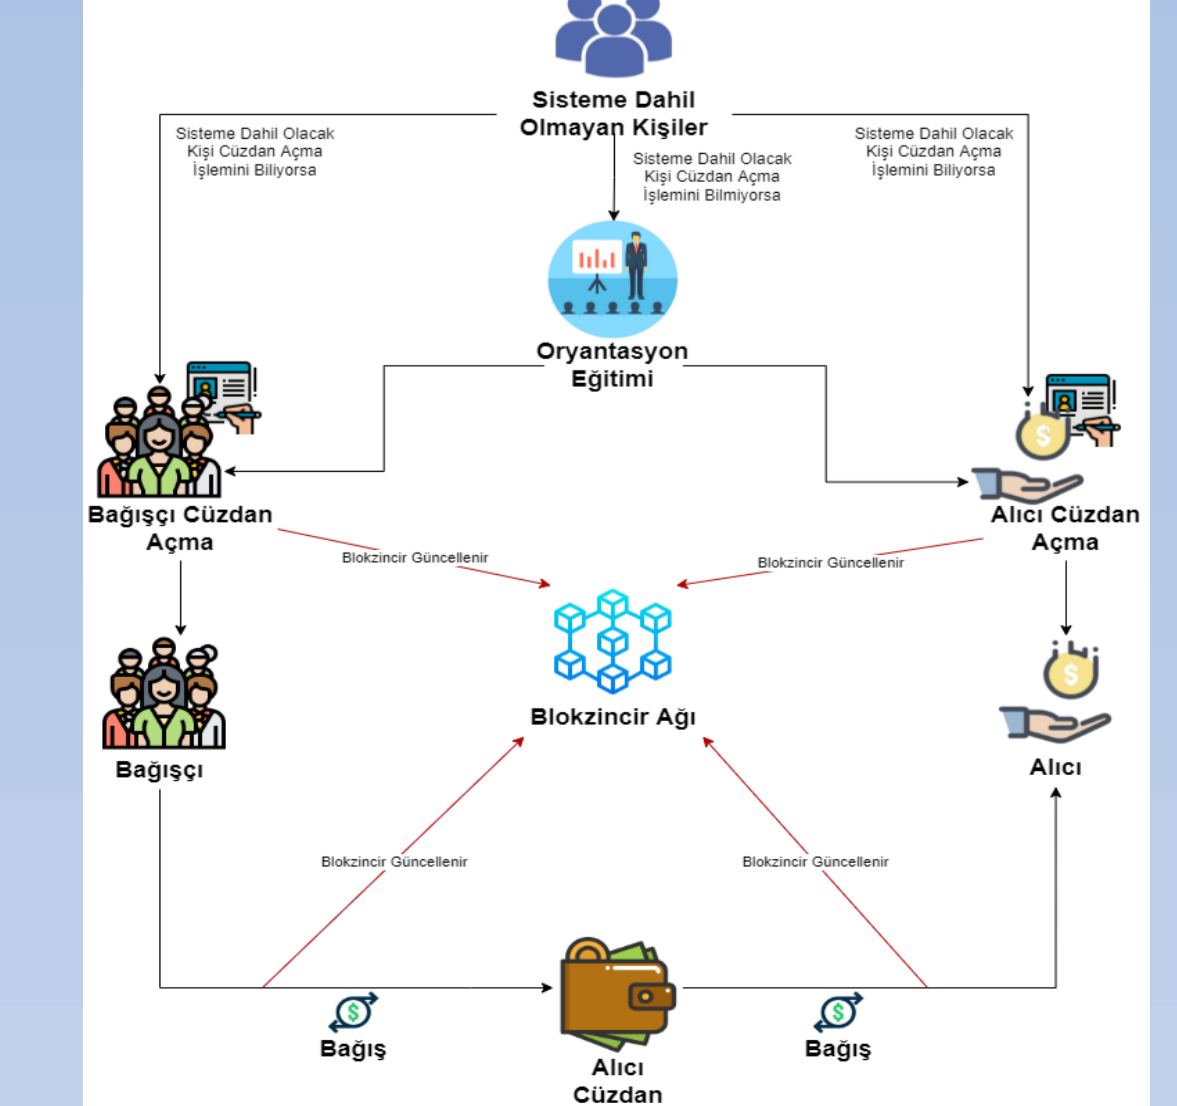 Sisteme Dahil
Olmayan Kişiler
Sisteme Dahil Olacak
Kişi Cüzdan Açma
İşlemini Biliyorsa
Sisteme Dahil Olacak
Kişi Cüzdan Açma
İşlemini Bilmiyorsa
Sisteme Dahil Olacak
Kişi Cüzdan Açma
İşlemini Biliyorsa
Oryantasyon
Eğitimi
Bağışçı Cüzdan
Açma
Alıcı Cüzdan
Açma
Blokzincir Güncellenir
Blokzincir Güncellenir
Blokzincir Ağı
Bağışçı
Alıcı
Blokzincir Güncellenir
Blokzincir Güncellenir
Bağış
Bağış
Alıcı
Cüzdan